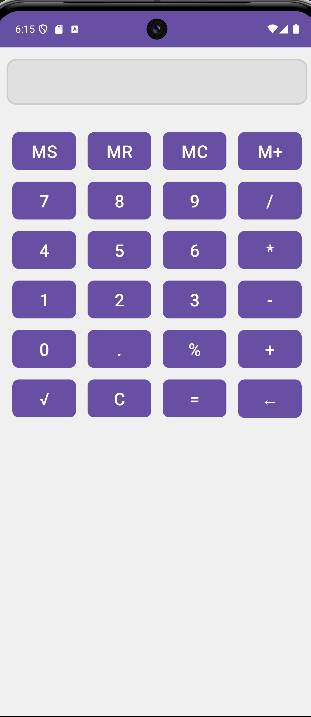 6:15
MS MR MC M+
7 8 9 /
4 5 6 *
1 2 3 -
0 . % +
√ C = ←